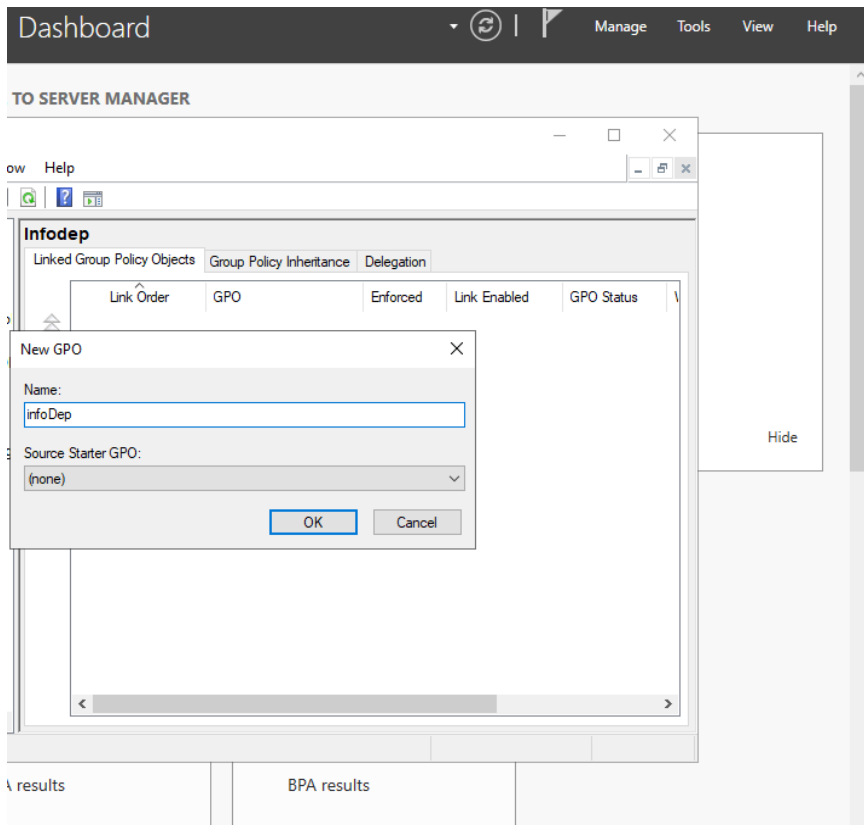 Dashboard
Manage Tools View Help
TO SERVER MANAGER
ow Help
Infodep
Linked Group Policy Objects Group Policy Inheritance Delegation
Link Order GPO Enforced Link Enabled GPO Status
New GPO
Name:
infoDep
Source Starter GPO:
(none)
OK Cancel
Hide
results
BPA results